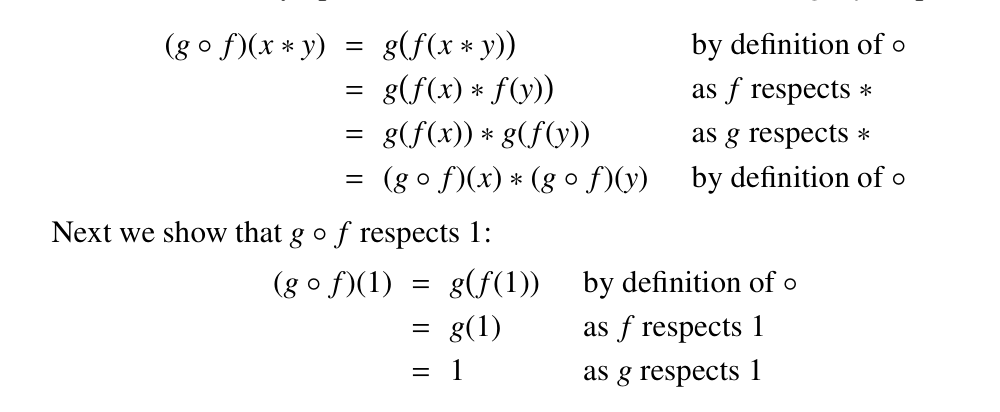 (g ∘ f)(x ∗ y) = g(f(x ∗ y)) by definition of ∘
= g(f(x) ∗ f(y)) as f respects ∗
= g(f(x)) ∗ g(f(y)) as g respects ∗
= (g ∘ f)(x) ∗ (g ∘ f)(y) by definition of ∘
Next we show that g ∘ f respects 1:
(g ∘ f)(1) = g(f(1)) by definition of ∘
= g(1) as f respects 1
= 1 as g respects 1